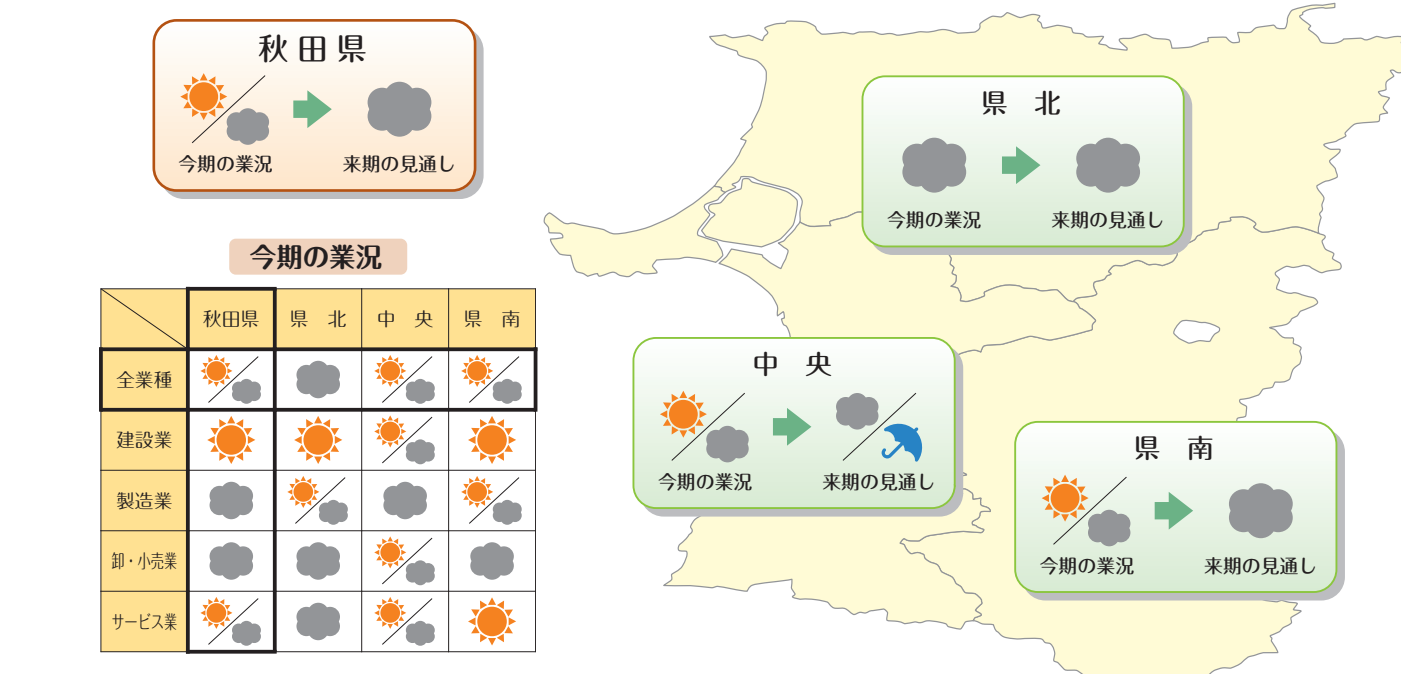 秋田県
今期の業況 来期の見通し
県 北
今期の業況 来期の見通し
今期の業況
秋田県 県 北 中 央 県 南
全業種
建設業
製造業
卸・小売業
サービス業
中 央
今期の業況 来期の見通し
県 南
今期の業況 来期の見通し